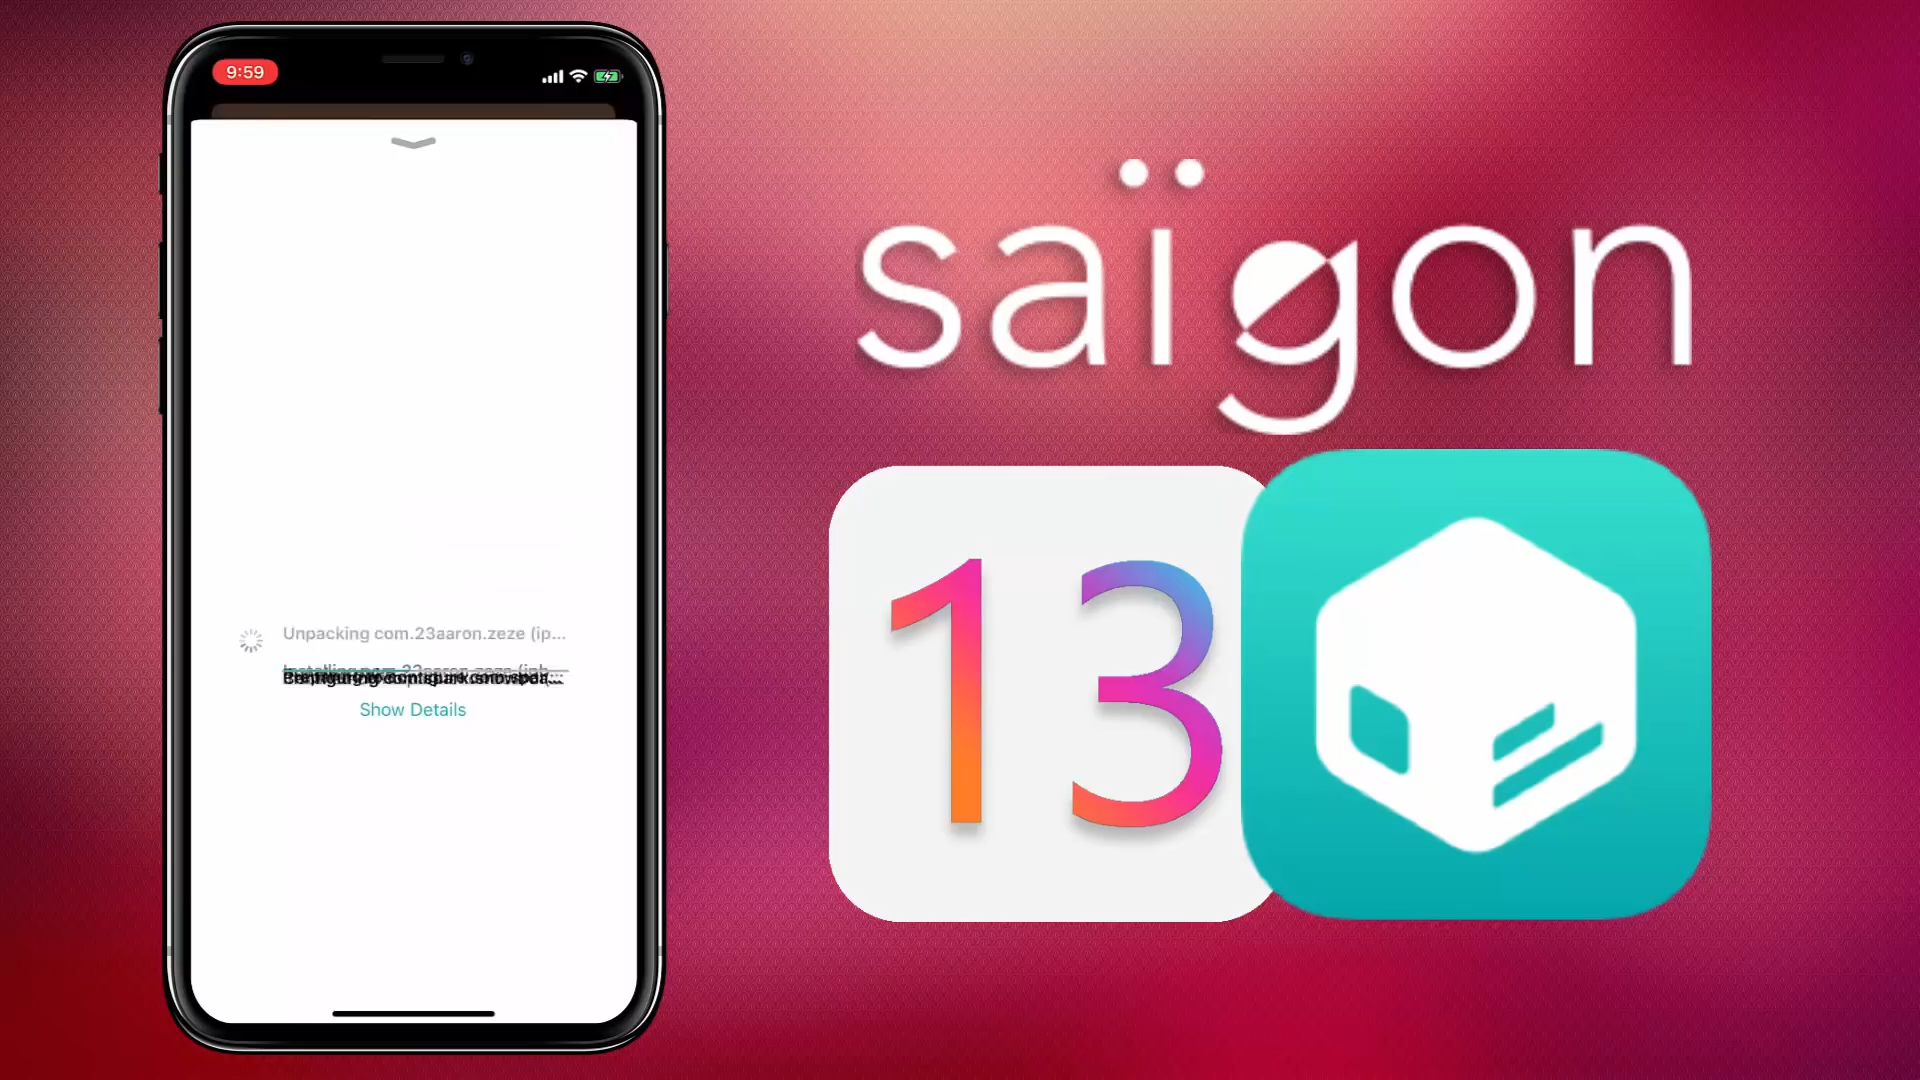 9:59
Unpacking com.23aaron.zeze (ip...
Show Details
saïgon
13